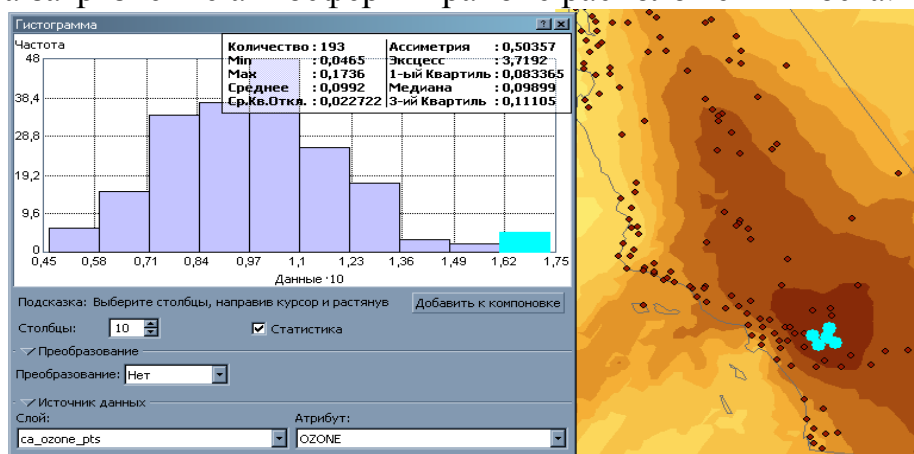 Гистограмма
Частота
48
38,4
28,8
19,2
9,6
0
Количество : 193
Min : 0,0465
Max : 0,1736
Среднее : 0,0992
Ср.Кв.Откл. : 0,022722
Ассиметрия : 0,50357
Эксцесс : 3,7192
1-ый Квартиль : 0,083365
Медиана : 0,09899
3-ий Квартиль : 0,11105
0,45 0,58 0,71 0,84 0,97 1,1 1,23 1,36 1,49 1,62 1,75
Данные ·10
Подсказка: Выберите столбцы, направив курсор и растянув
Добавить к компоновке
Столбцы: 10
Статистика
Преобразование
Преобразование: Нет
Источник данных
Слой: Атрибут:
ca_ozone_pts OZONE